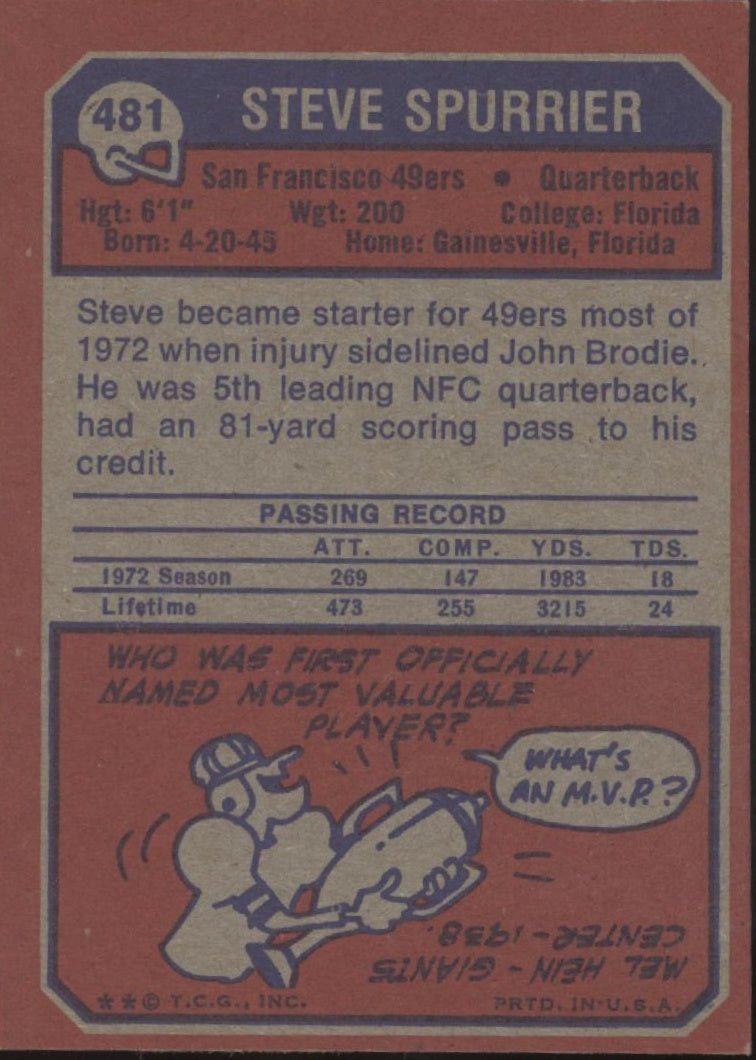 481 STEVE SPURRIER
San Francisco 49ers • Quarterback
Hgt: 6'1" Wgt: 200 College: Florida
Born: 4-20-45 Home: Gainesville, Florida
Steve became starter for 49ers most of
1972 when injury sidelined John Brodie.
He was 5th leading NFC quarterback,
had an 81-yard scoring pass to his
credit.
PASSING RECORD
ATT. COMP. YDS. TDS.
1972 Season 269 147 1983 18
Lifetime 473 255 3215 24
WHO WAS FIRST OFFICIALLY
NAMED MOST VALUABLE
PLAYER?
WHAT'S
AN M.V.P.?
MEL HEIN - GIANTS
CENTER - 1938.
**© T.C.G., INC. PRTD. IN U.S.A.